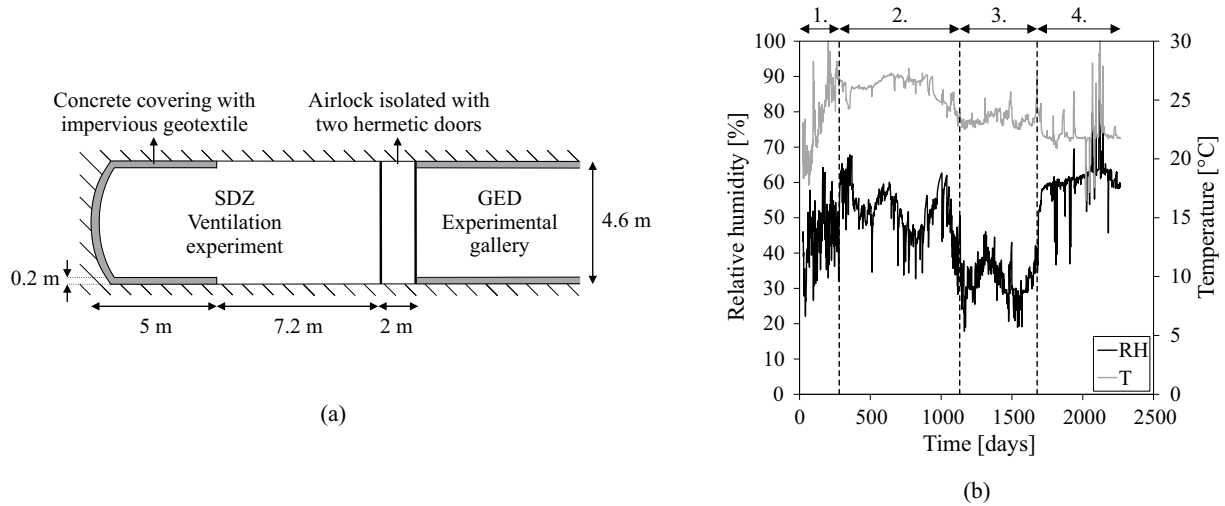 Concrete covering with
impervious geotextile
Airlock isolated with
two hermetic doors
SDZ
Ventilation
experiment
GED
Experimental
gallery
4.6 m
0.2 m
5 m
7.2 m
2 m
(a)
1.
2.
3.
4.
100
90
80
70
60
50
40
30
20
10
0
Relative humidity [%]
30
25
20
15
10
5
0
Temperature [°C]
RH
T
0
500
1000
1500
2000
2500
Time [days]
(b)